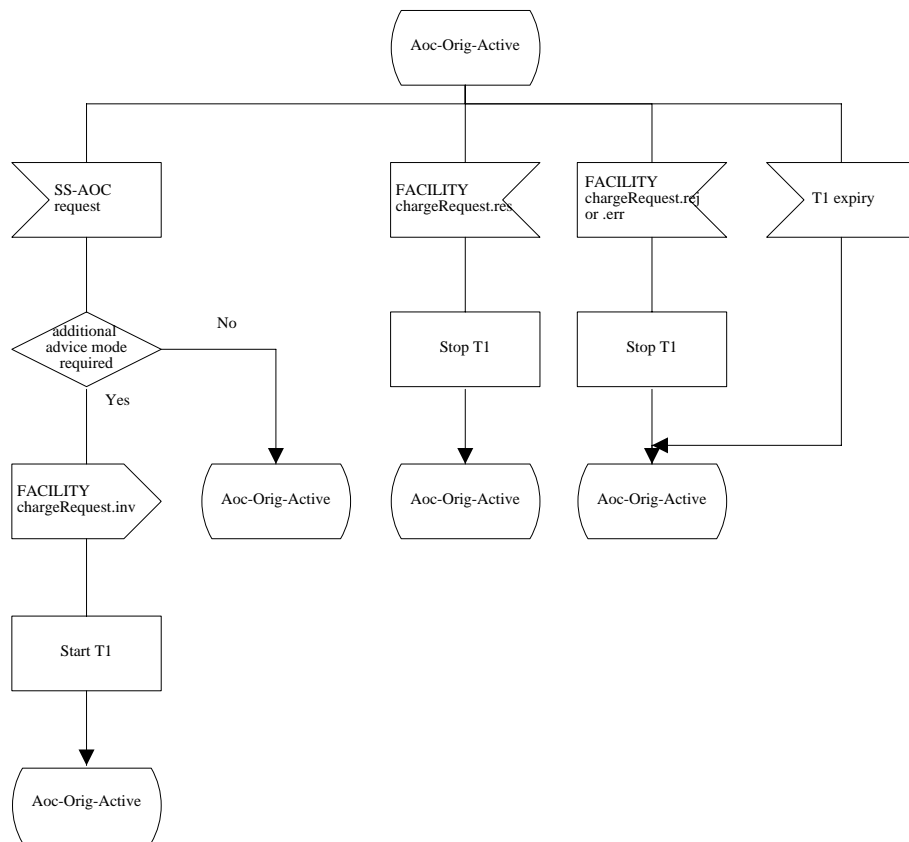 Aoc-Orig-Active
SS-AOC
request
FACILITY
chargeRequest.res
FACILITY
chargeRequest.rej
or .err
T1 expiry
additional
advice mode
required
No
Yes
Stop T1
Stop T1
FACILITY
chargeRequest.inv
Aoc-Orig-Active
Aoc-Orig-Active
Aoc-Orig-Active
Start T1
Aoc-Orig-Active